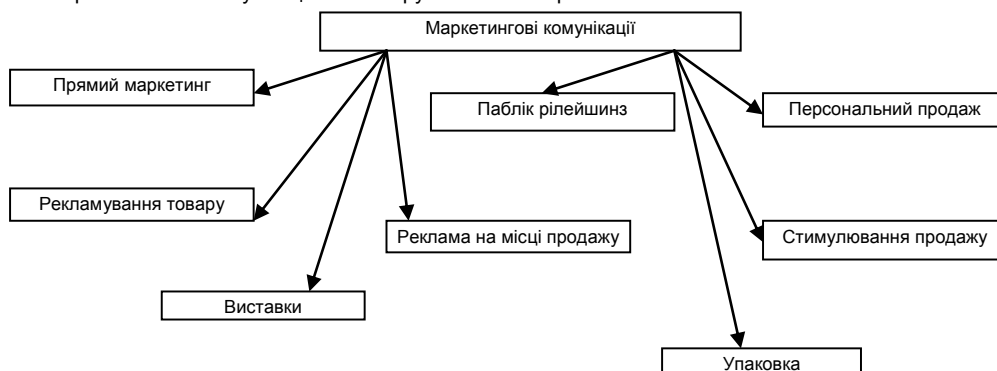 Маркетингові комунікації
Прямий маркетинг
Паблік рілейшинз
Персональний продаж
Рекламування товару
Реклама на місці продажу
Стимулювання продажу
Виставки
Упаковка